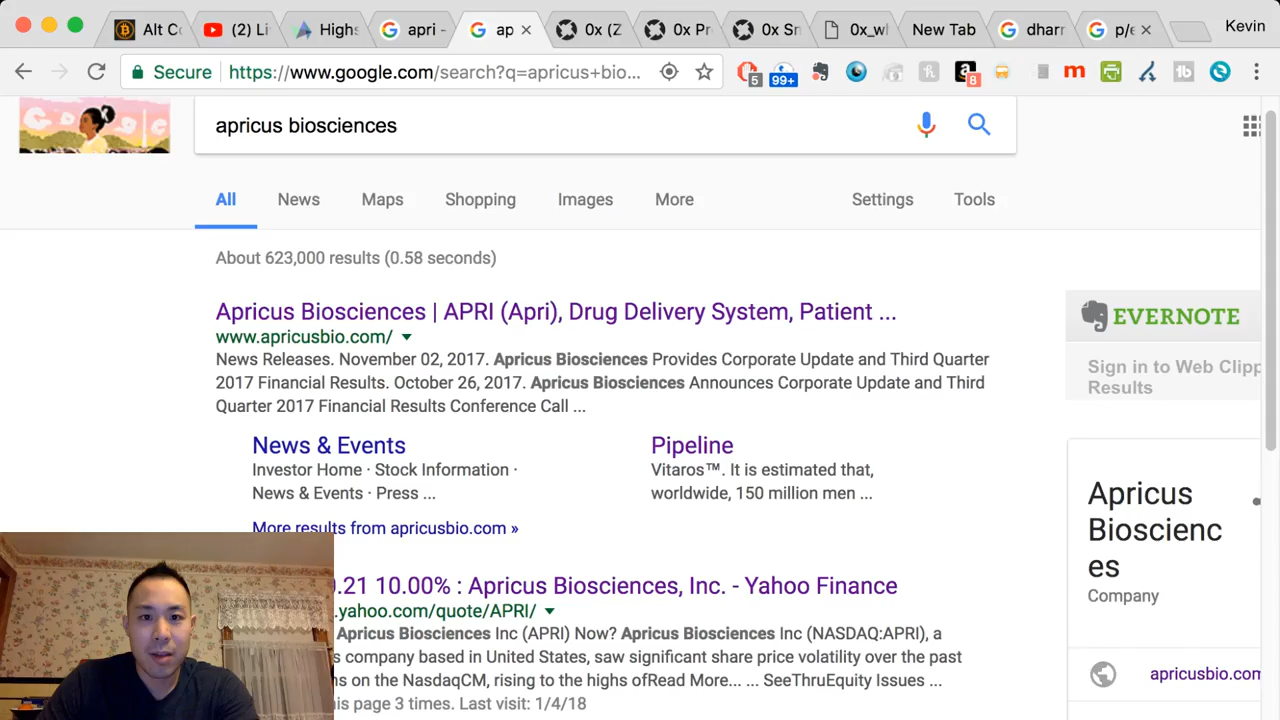 Alt Co
(2) Li
Highs
apri -
ap
0x (Z
0x Pr
0x Sn
0x_wh
New Tab
dharr
p/e
Kevin
Secure
https://www.google.com/search?q=apricus+bio...
5
99+
8
m
tb
apricus biosciences
All
News
Maps
Shopping
Images
More
Settings
Tools
About 623,000 results (0.58 seconds)
Apricus Biosciences | APRI (Apri), Drug Delivery System, Patient ...
www.apricusbio.com/
News Releases. November 02, 2017. Apricus Biosciences Provides Corporate Update and Third Quarter
2017 Financial Results. October 26, 2017. Apricus Biosciences Announces Corporate Update and Third
Quarter 2017 Financial Results Conference Call ...
News & Events
Investor Home · Stock Information ·
News & Events · Press ...
Pipeline
Vitaros™. It is estimated that,
worldwide, 150 million men ...
More results from apricusbio.com »
0.21 10.00% : Apricus Biosciences, Inc. - Yahoo Finance
.yahoo.com/quote/APRI/
Apricus Biosciences Inc (APRI) Now? Apricus Biosciences Inc (NASDAQ:APRI), a
s company based in United States, saw significant share price volatility over the past
ns on the NasdaqCM, rising to the highs ofRead More... ... SeeThruEquity Issues ...
is page 3 times. Last visit: 1/4/18
EVERNOTE
Sign in to Web Clipp
Results
Apricus
Bioscienc
es
Company
apricusbio.com